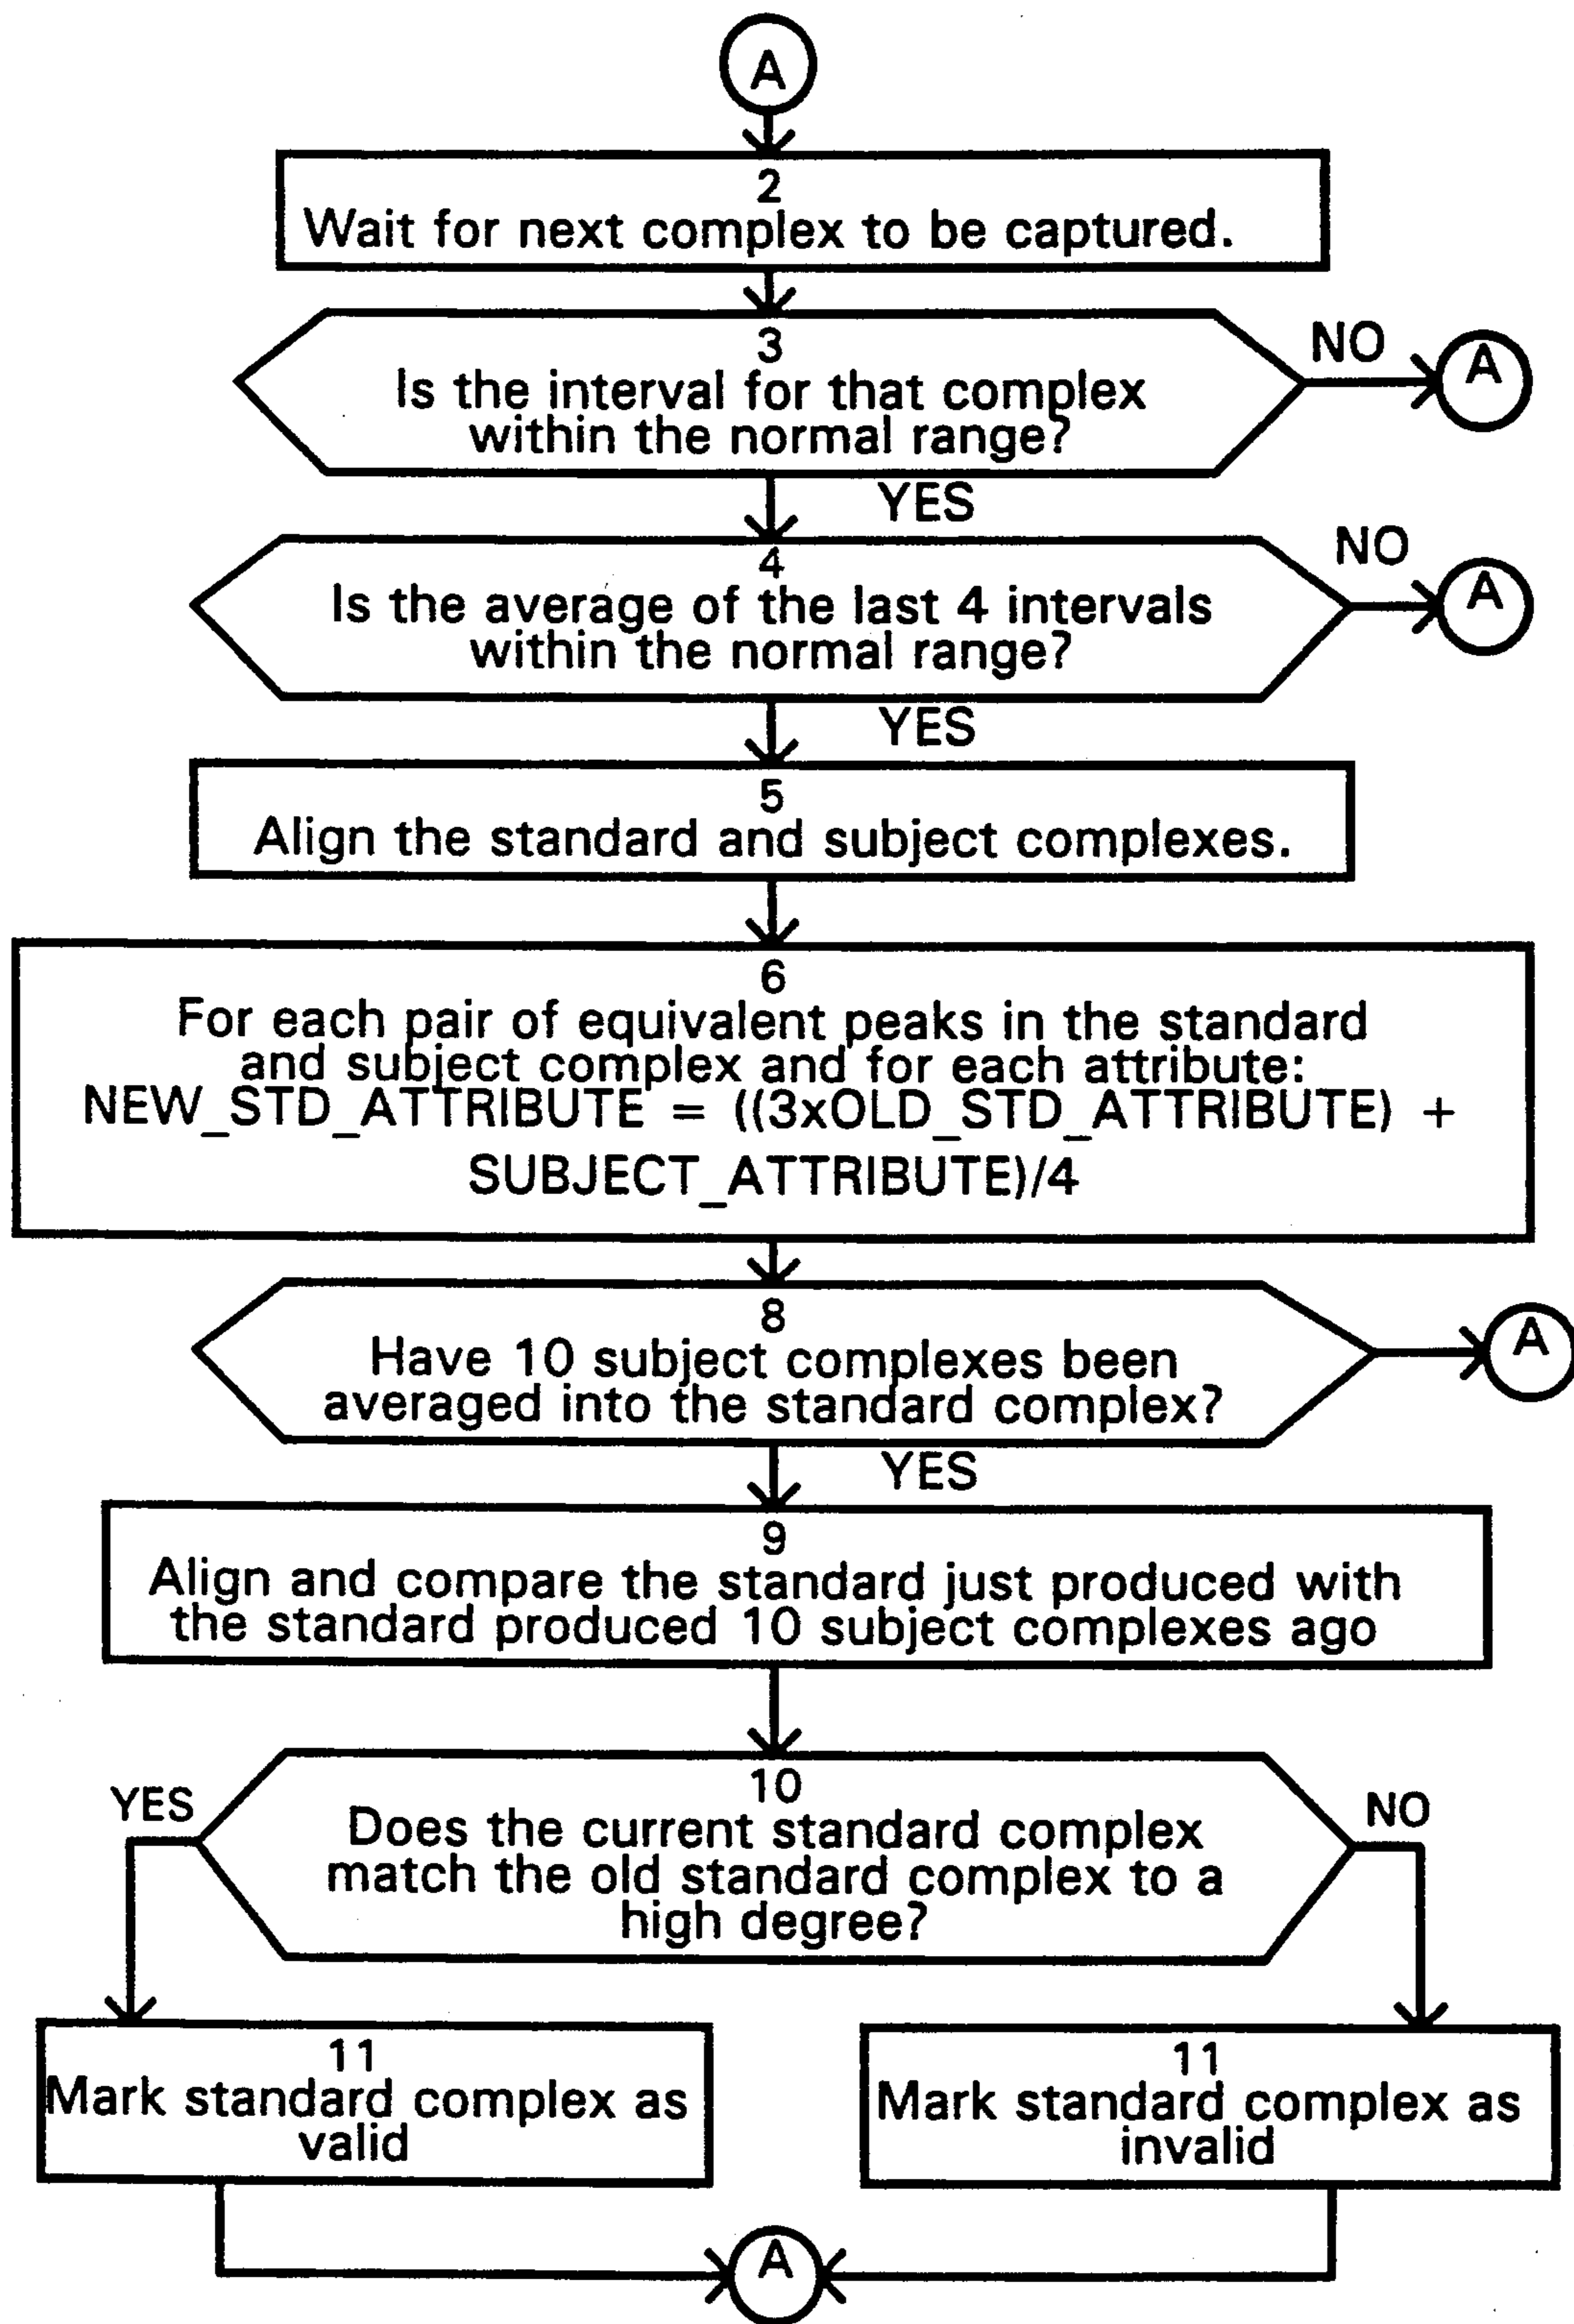 A
2
Wait for next complex to be captured.
3
Is the interval for that complex
within the normal range?
NO
A
YES
4
Is the average of the last 4 intervals
within the normal range?
NO
A
YES
5
Align the standard and subject complexes.
6
For each pair of equivalent peaks in the standard
and subject complex and for each attribute:
NEW_STD_ATTRIBUTE = ((3xOLD_STD_ATTRIBUTE) +
SUBJECT_ATTRIBUTE)/4
8
Have 10 subject complexes been
averaged into the standard complex?
A
YES
9
Align and compare the standard just produced with
the standard produced 10 subject complexes ago
10
Does the current standard complex
match the old standard complex to a
high degree?
YES
NO
11
Mark standard complex as
valid
11
Mark standard complex as
invalid
A